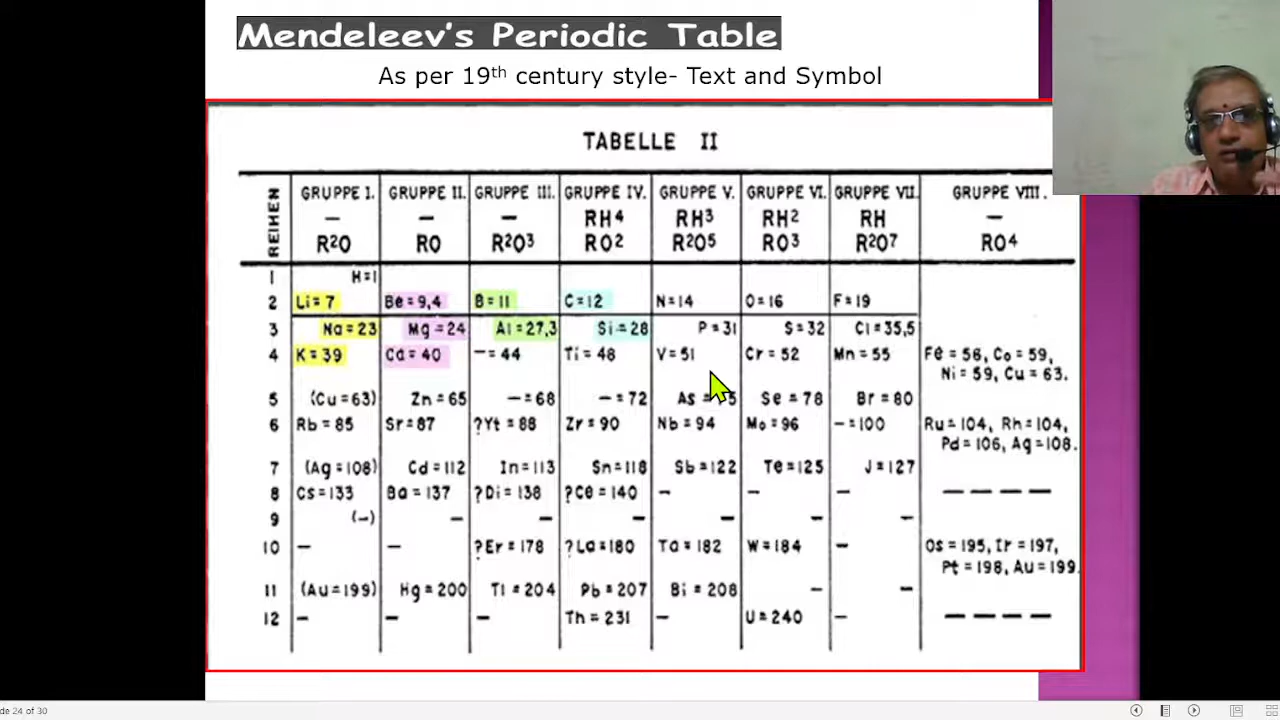 Mendeleev's Periodic Table
As per 19th century style- Text and Symbol
TABELLE II
REIHEN GRUPPE I. GRUPPE II. GRUPPE III. GRUPPE IV. GRUPPE V. GRUPPE VI. GRUPPE VII. GRUPPE VIII.
— — — RH4 RH3 RH2 RH —
R2O RO R2O3 RO2 R2O5 RO3 R2O7 RO4
1 H=1
2 Li=7 Be=9,4 B=11 C=12 N=14 O=16 F=19
3 Na=23 Mg=24 Al=27,3 Si=28 P=31 S=32 Cl=35,5
4 K=39 Ca=40 —=44 Ti=48 V=51 Cr=52 Mn=55 Fe=56, Co=59,
Ni=59, Cu=63.
5 (Cu=63) Zn=65 —=68 —=72 As Se=78 Br=80
6 Rb=85 Sr=87 ?Yt=88 Zr=90 Nb=94 Mo=96 —=100 Ru=104, Rh=104,
Pd=106, Ag=108.
7 (Ag=108) Cd=112 In=113 Sn=118 Sb=122 Te=125 J=127
8 Cs=133 Ba=137 ?Di=138 ?Ce=140 — — — — — — —
9 (—) — — — — — —
10 — — ?Er=178 ?La=180 Ta=182 W=184 — Os=195, Ir=197,
Pt=198, Au=199.
11 (Au=199) Hg=200 Tl=204 Pb=207 Bi=208 — —
12 — — — Th=231 — U=240 — — — — —
de 24 of 30